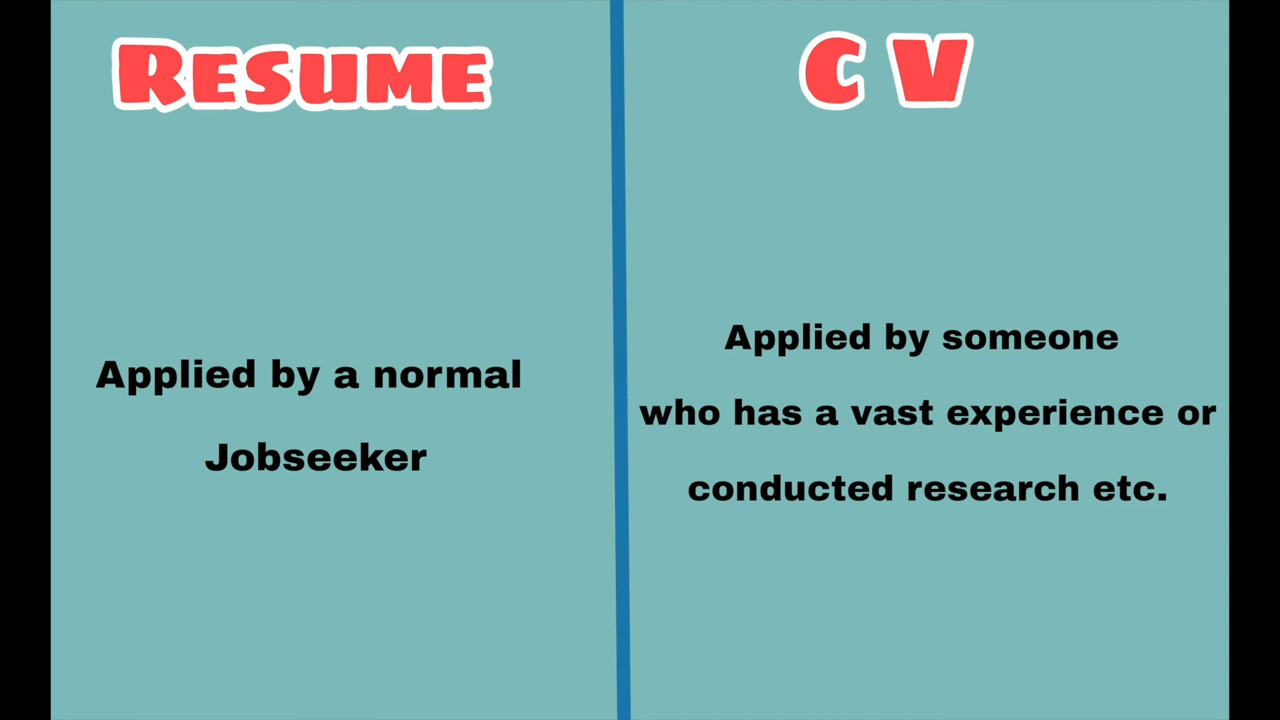 RESUME
Applied by a normal
Jobseeker
C V
Applied by someone
who has a vast experience or
conducted research etc.